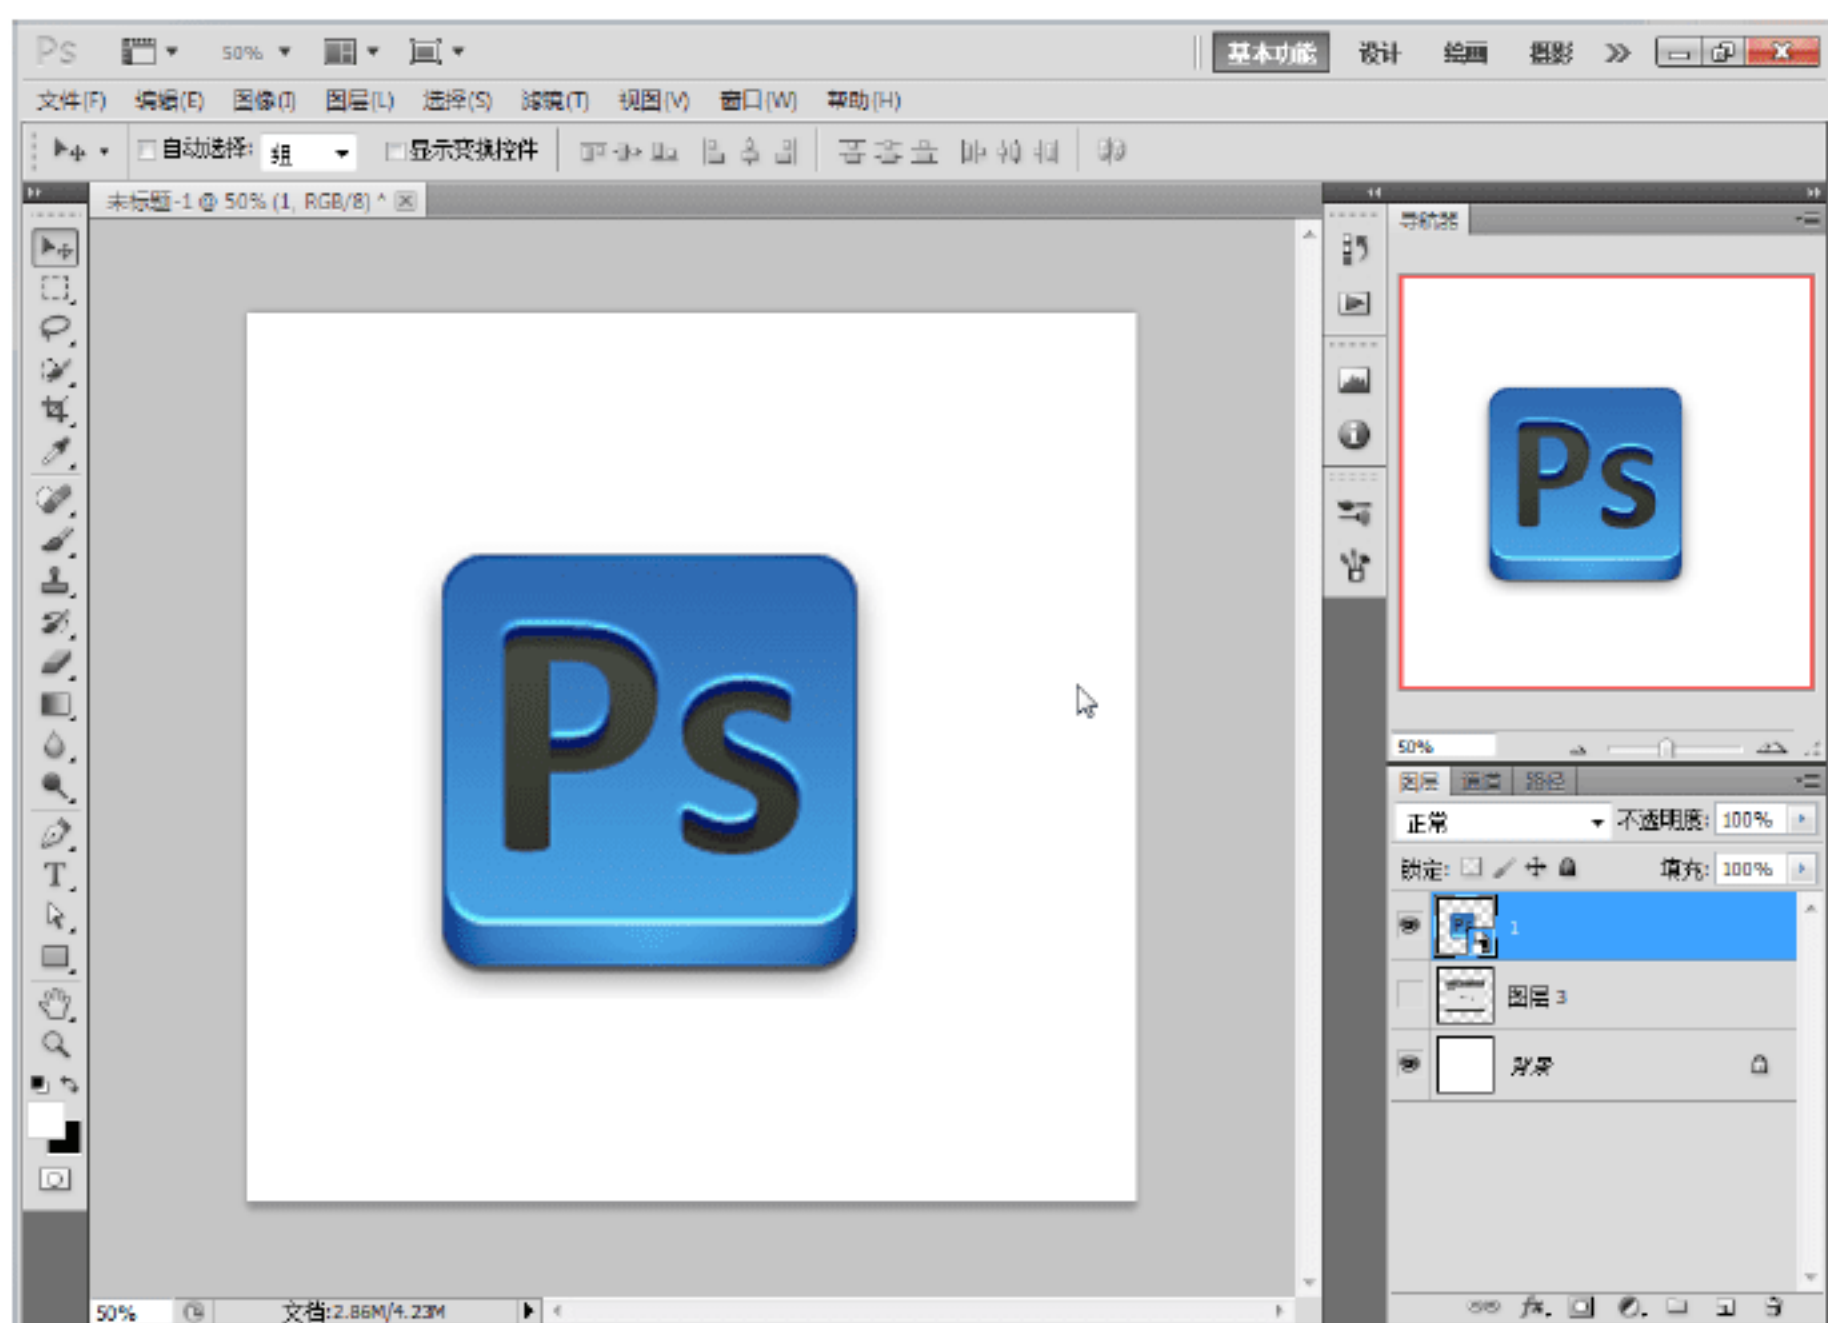 Ps 50% 基本功能 设计 绘画 摄影
文件(F) 编辑(E) 图像(I) 图层(L) 选择(S) 滤镜(T) 视图(V) 窗口(W) 帮助(H)
自动选择: 组 显示变换控件
未标题-1 @ 50% (1, RGB/8) *
导航器
Ps
Ps
50%
图层 通道 路径
正常 不透明度: 100%
锁定: 填充: 100%
1
图层 3
背景
50% 文档:2.86M/4.23M